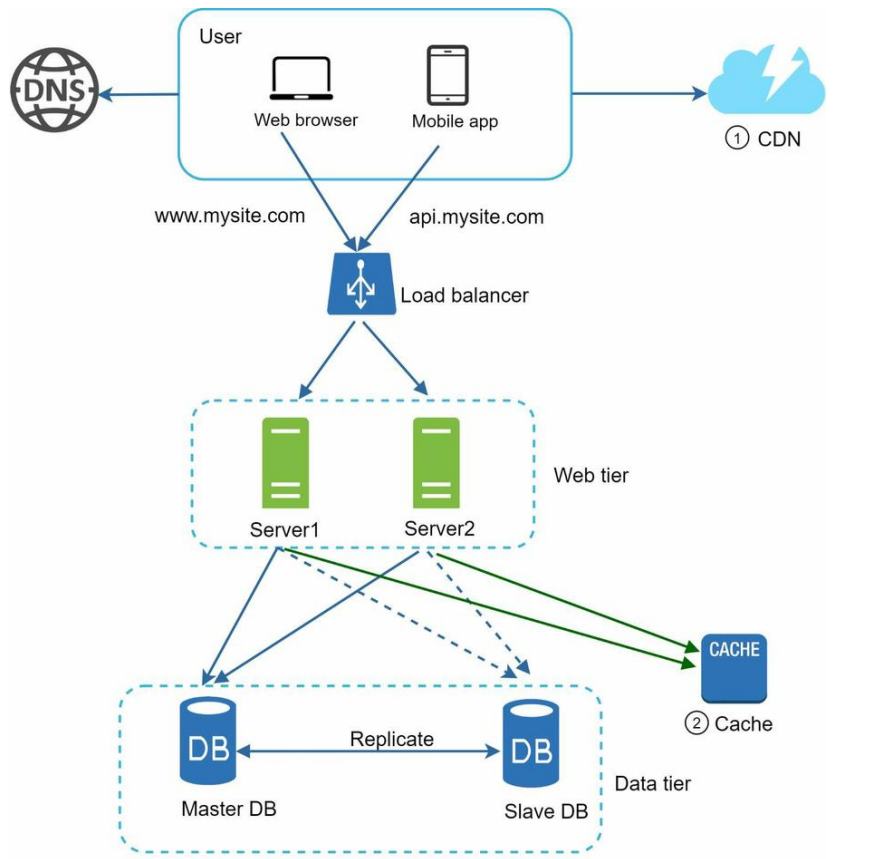 User
DNS
Web browser
Mobile app
1 CDN
www.mysite.com
api.mysite.com
Load balancer
Web tier
Server1
Server2
CACHE
2 Cache
Replicate
DB
DB
Master DB
Slave DB
Data tier